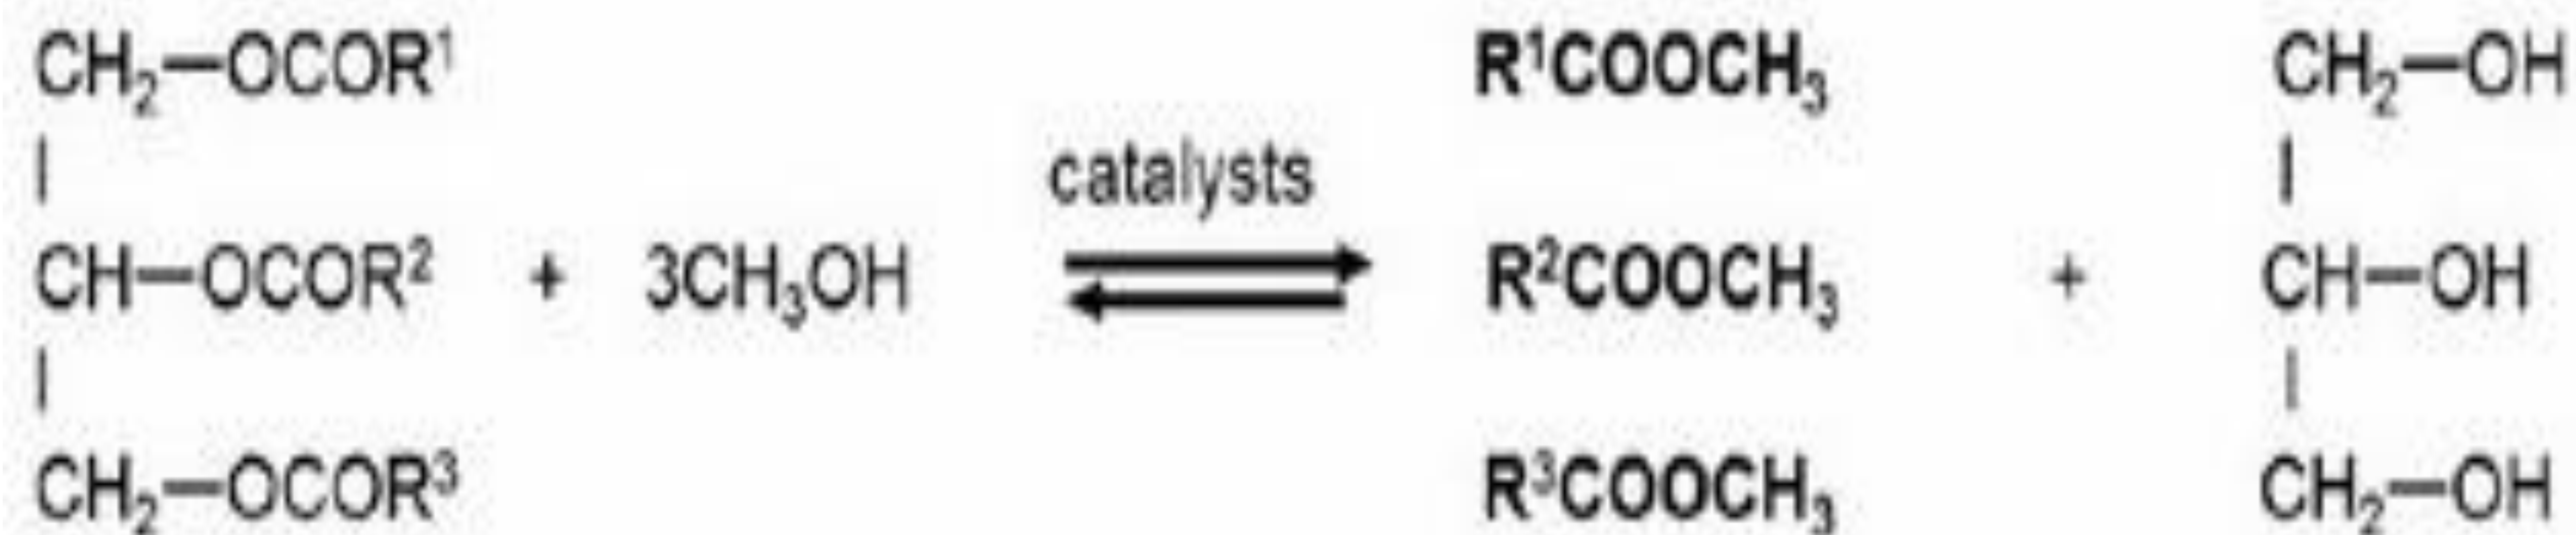 CH₂—OCOR¹ R¹COOCH₃ CH₂—OH
| catalysts |
CH—OCOR² + 3CH₃OH ⇌ R²COOCH₃ + CH—OH
| |
CH₂—OCOR³ R³COOCH₃ CH₂—OH